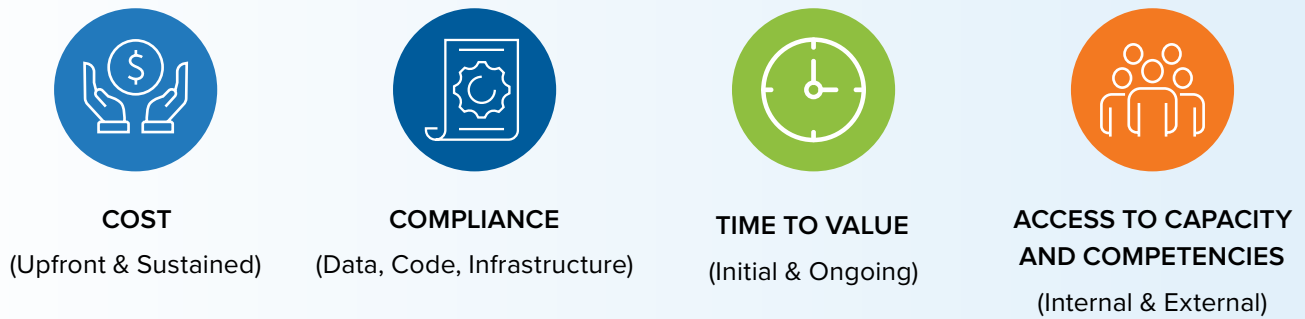 $
COST
(Upfront & Sustained)
COMPLIANCE
(Data, Code, Infrastructure)
TIME TO VALUE
(Initial & Ongoing)
ACCESS TO CAPACITY
AND COMPETENCIES
(Internal & External)